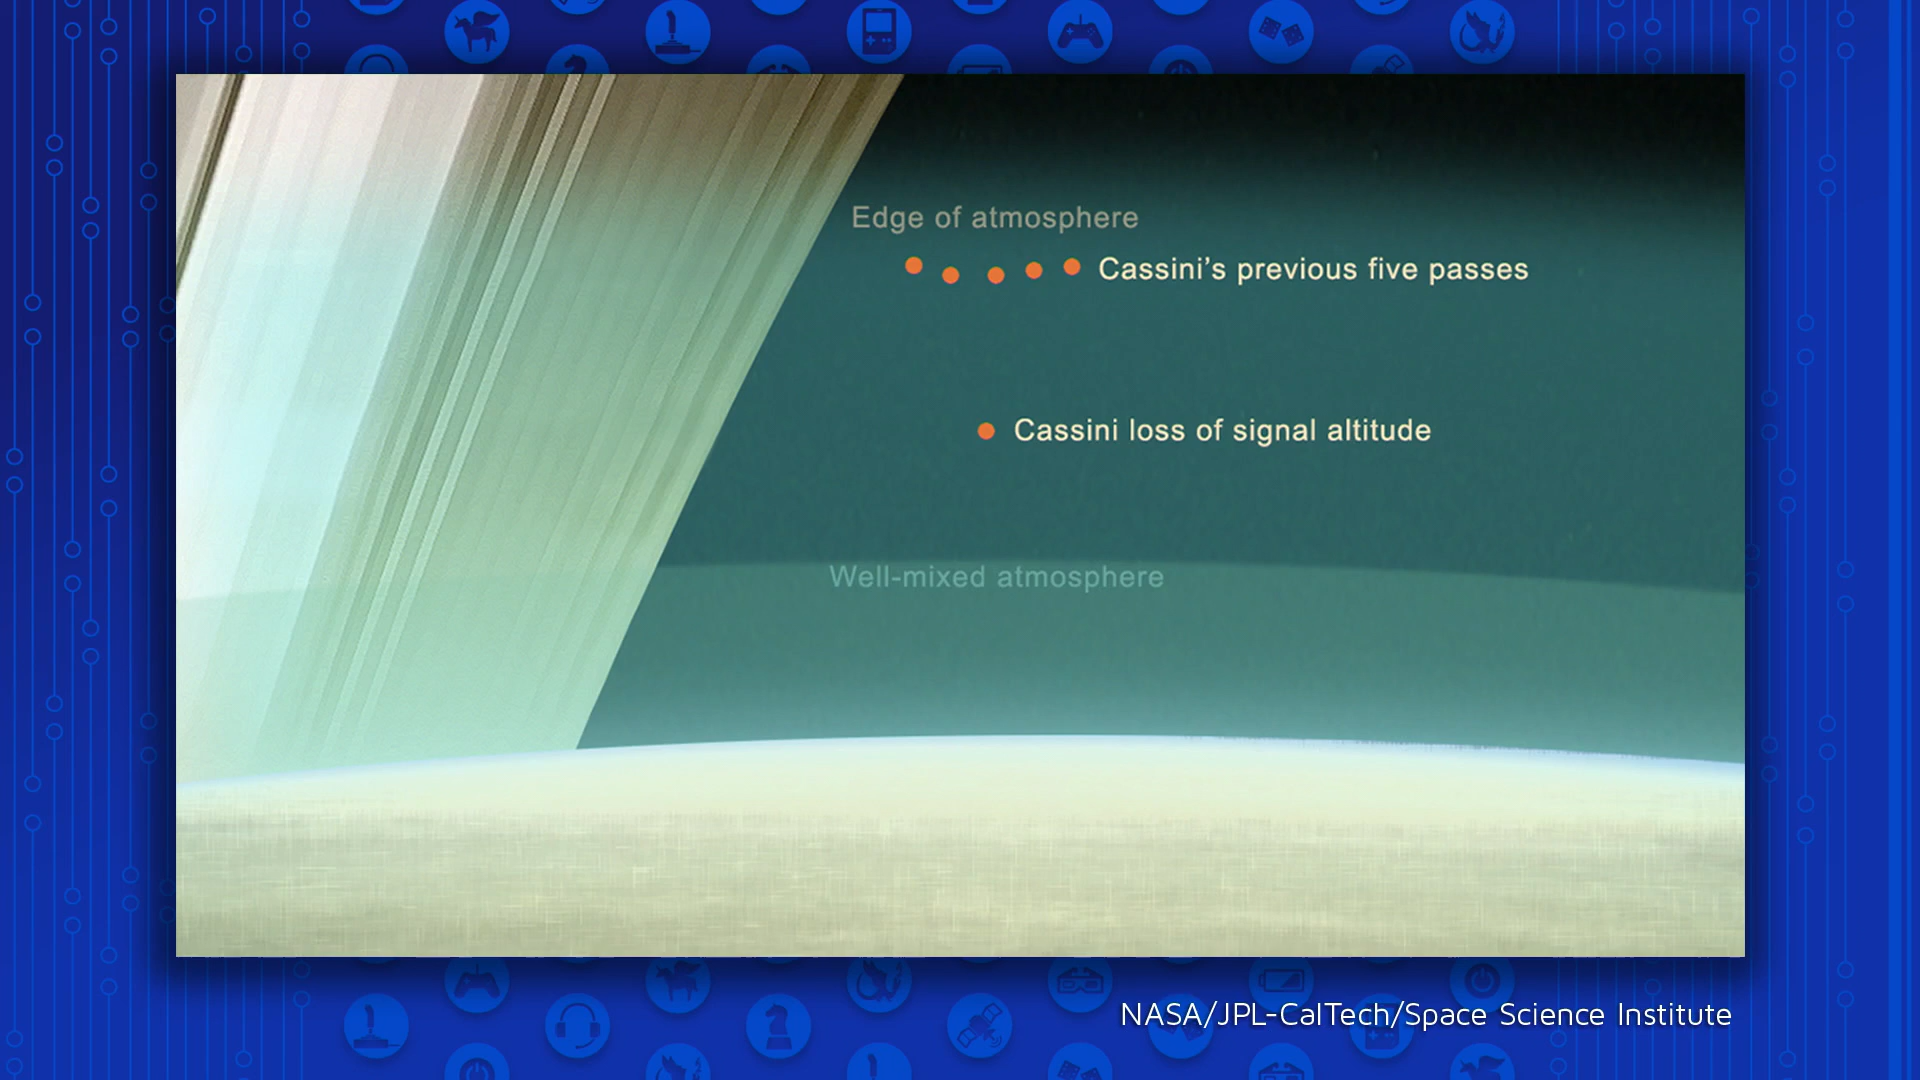 Edge of atmosphere
Cassini’s previous five passes
Cassini loss of signal altitude
Well-mixed atmosphere
NASA/JPL-CalTech/Space Science Institute